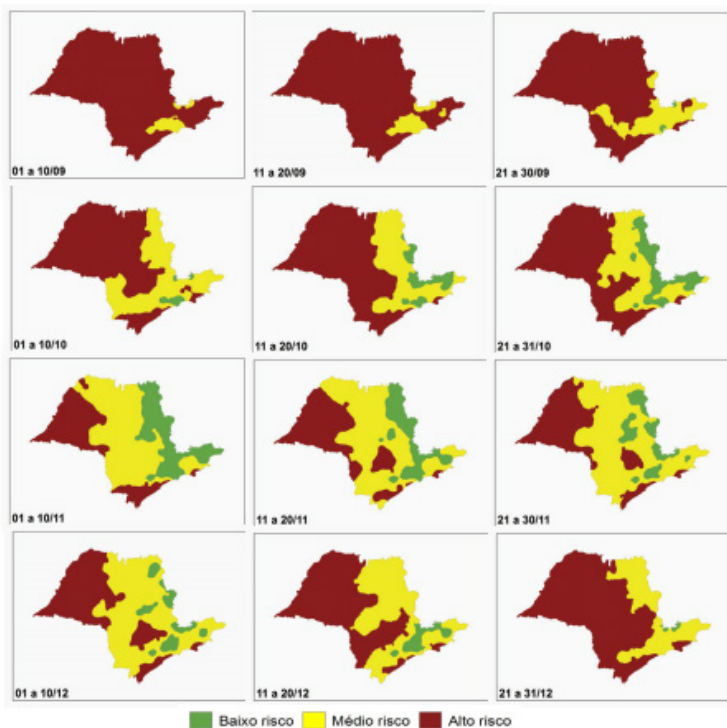 01 a 10/09
11 a 20/09
21 a 30/09
01 a 10/10
11 a 20/10
21 a 31/10
01 a 10/11
11 a 20/11
21 a 30/11
01 a 10/12
11 a 20/12
21 a 31/12
Baixo risco Médio risco Alto risco